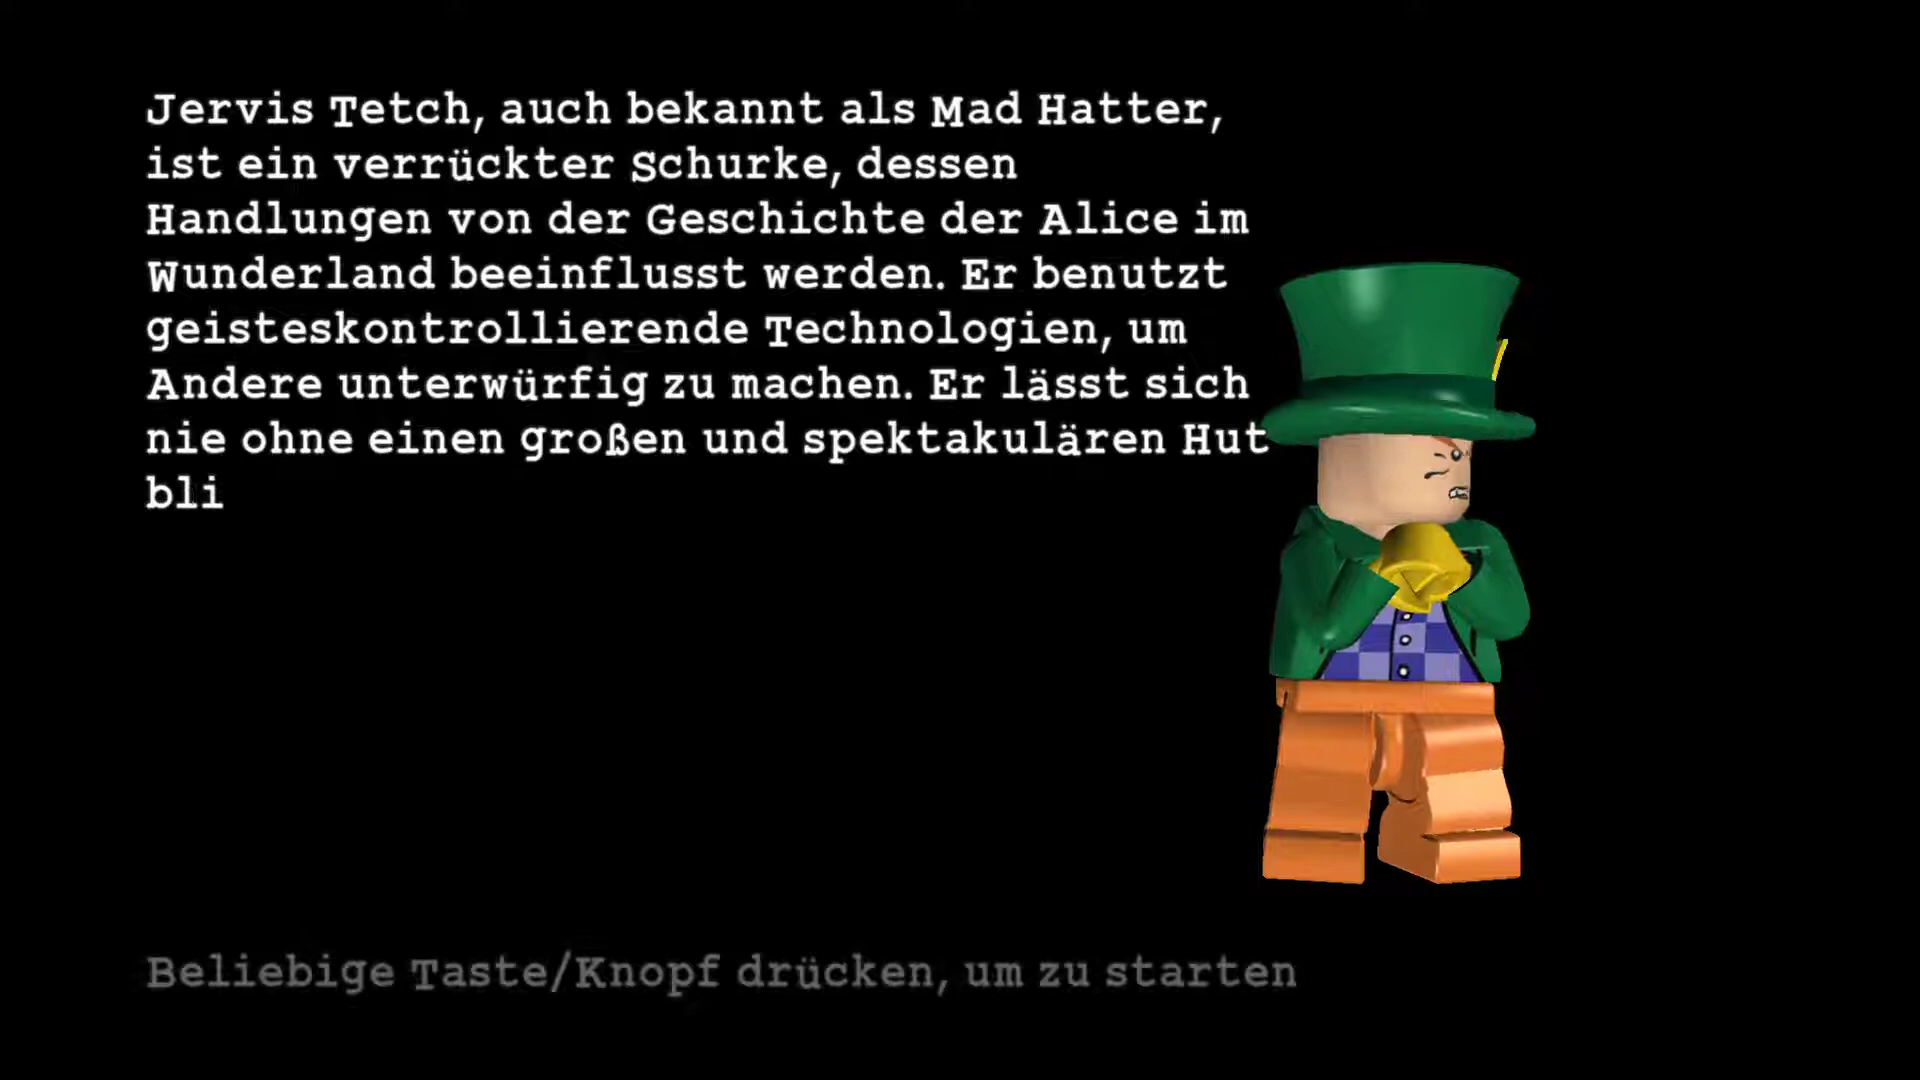 Jervis Tetch, auch bekannt als Mad Hatter,
ist ein verrückter Schurke, dessen
Handlungen von der Geschichte der Alice im
Wunderland beeinflusst werden. Er benutzt
geisteskontrollierende Technologien, um
Andere unterwürfig zu machen. Er lässt sich
nie ohne einen großen und spektakulären Hut
bli
Beliebige Taste/Knopf drücken, um zu starten